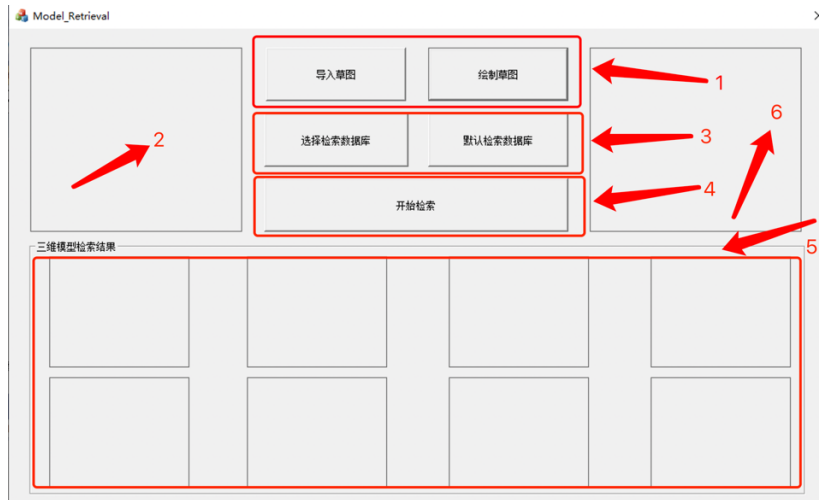 Model_Retrieval
导入草图
绘制草图
1
2
6
选择检索数据库
默认检索数据库
3
开始检索
4
三维模型检索结果
5